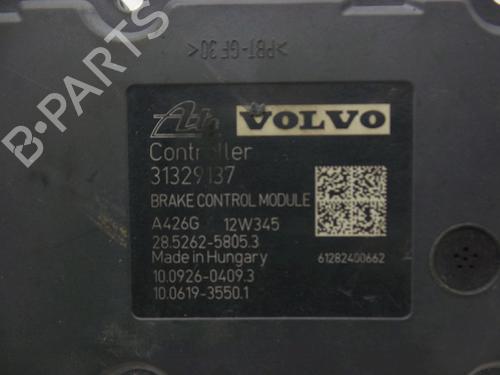 >PBT-GF30<
Ate VOLVO
Controller
31329137
BRAKE CONTROL MODULE
A426G 12W345
28.5262-5805.3
Made in Hungary 61282400662
10.0926-0409.3
10.0619-3550.1
B-PARTS